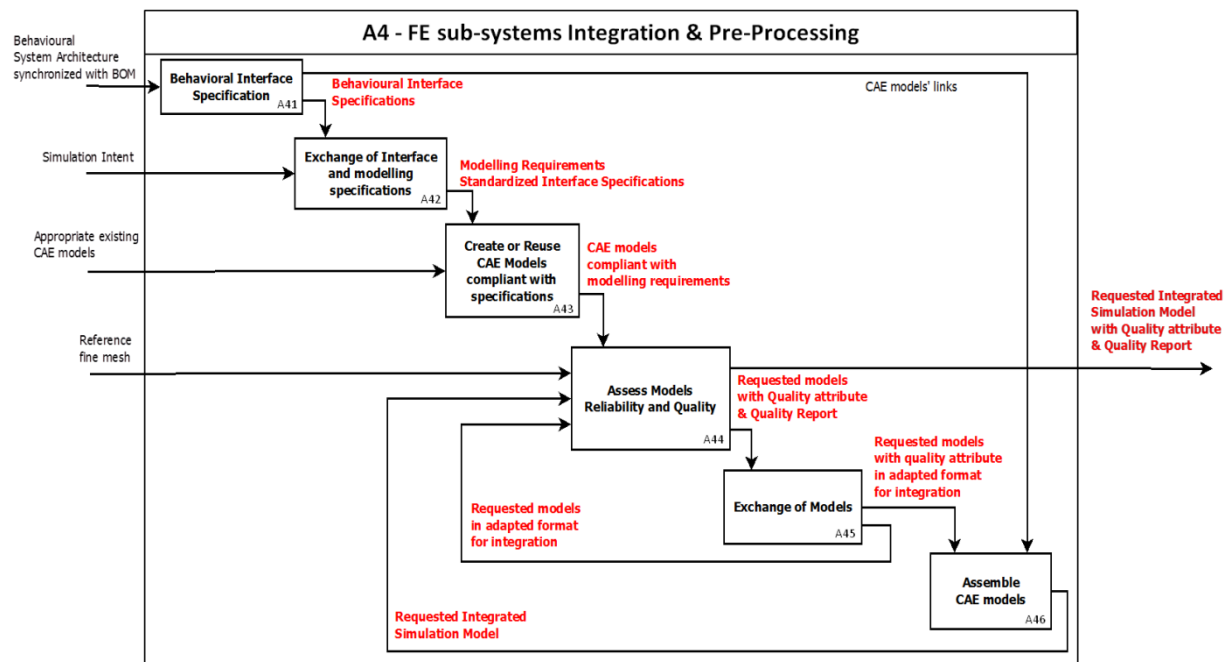 A4 - FE sub-systems Integration & Pre-Processing
Behavioural
System Architecture
synchronized with BOM
Behavioral Interface
Specification
A41
Behavioural Interface
Specifications
CAE models' links
Simulation Intent
Exchange of Interface
and modelling
specifications
A42
Modelling Requirements
Standardized Interface Specifications
Appropriate existing
CAE models
Create or Reuse
CAE Models
compliant with
specifications
A43
CAE models
compliant with
modelling requirements
Requested Integrated
Simulation Model
with Quality attribute
& Quality Report
Reference
fine mesh
Assess Models
Reliability and Quality
A44
Requested models
with Quality attribute
& Quality Report
Requested models
with quality attribute
in adapted format
for integration
Exchange of Models
A45
Requested models
in adapted format
for integration
Assemble
CAE models
A46
Requested Integrated
Simulation Model